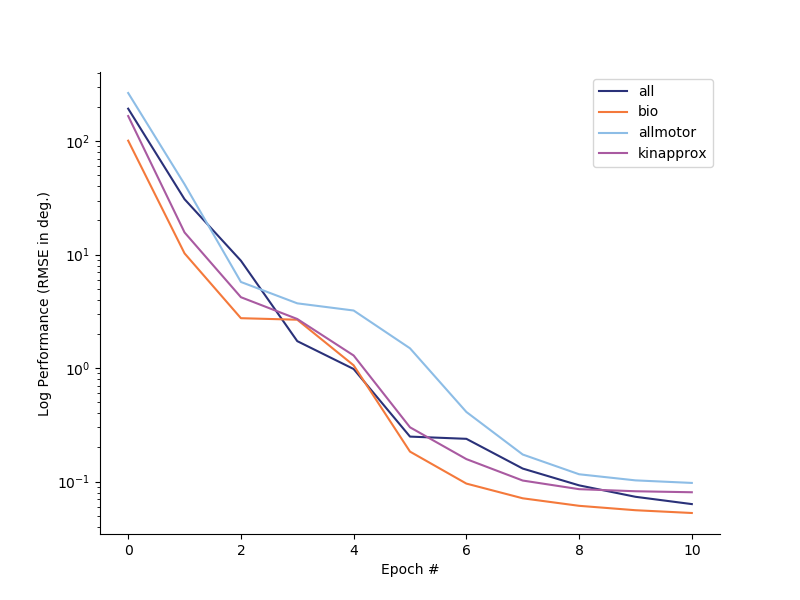 all
bio
allmotor
kinapprox
10²
10¹
10⁰
10⁻¹
Log Performance (RMSE in deg.)
0 2 4 6 8 10
Epoch #